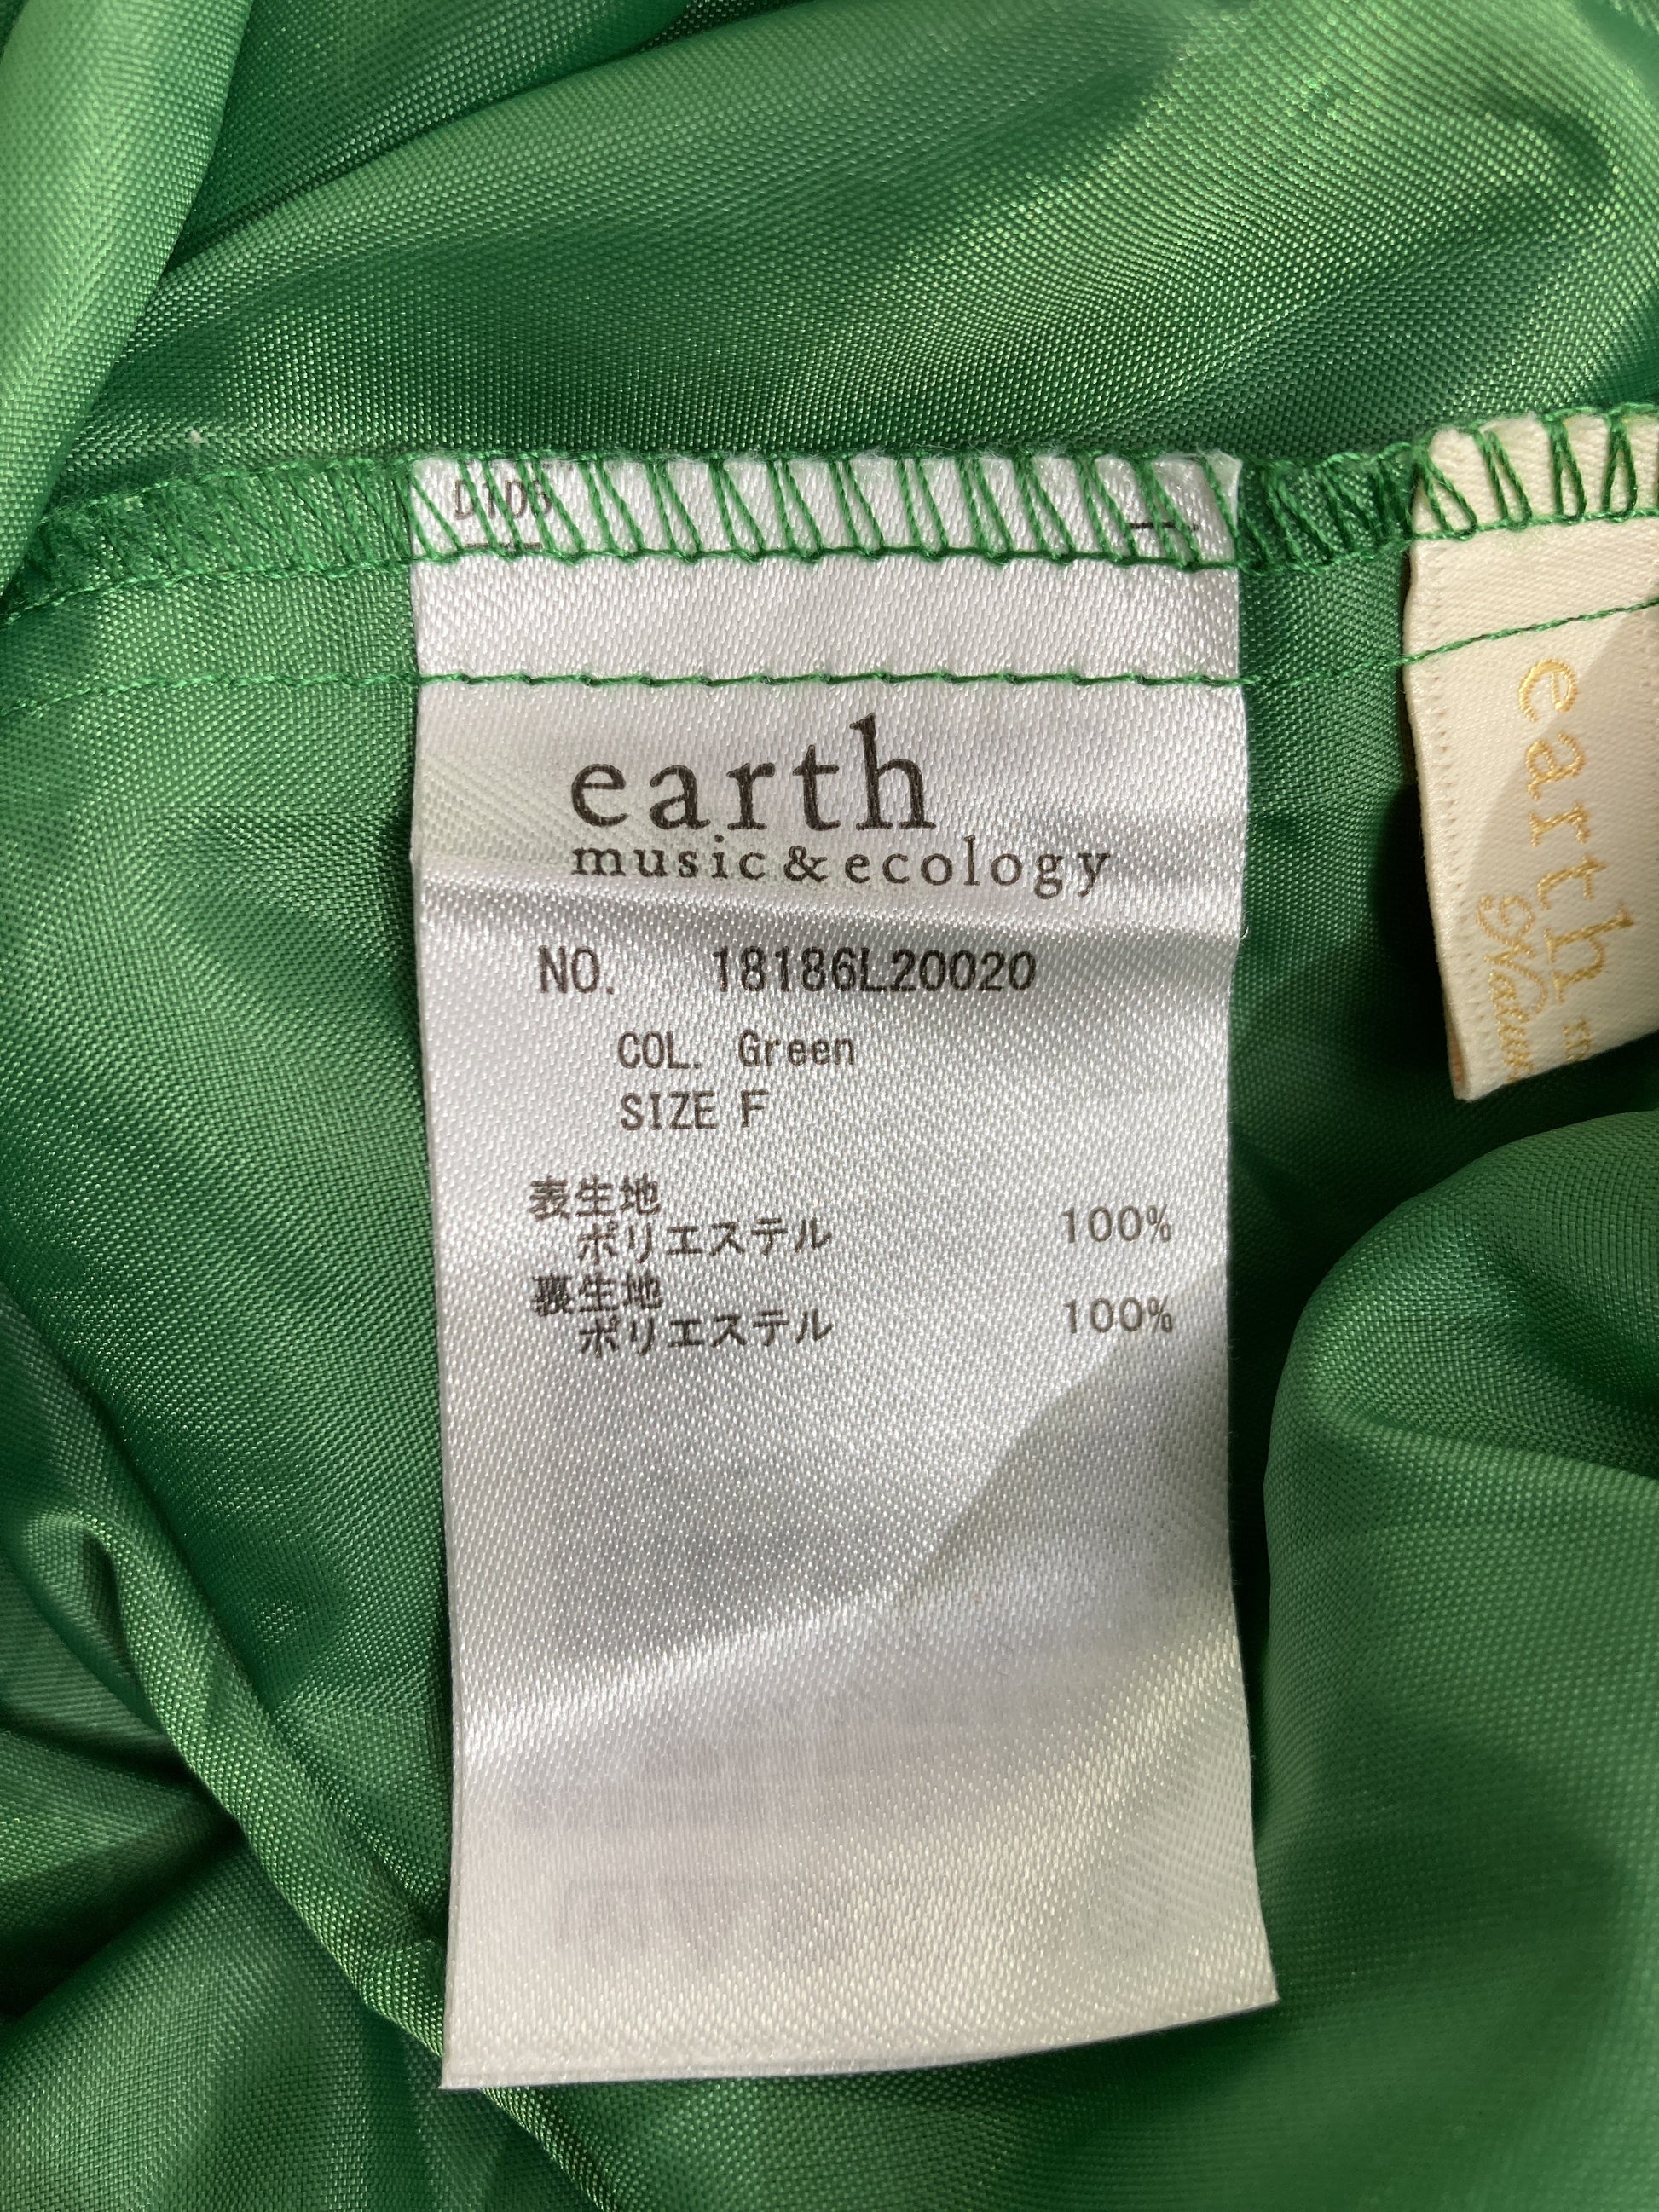 earth
music & ecology
NO. 18186L20020
COL. Green
SIZE F
表生地
ポリエステル 100%
裏生地
ポリエステル 100%
earth